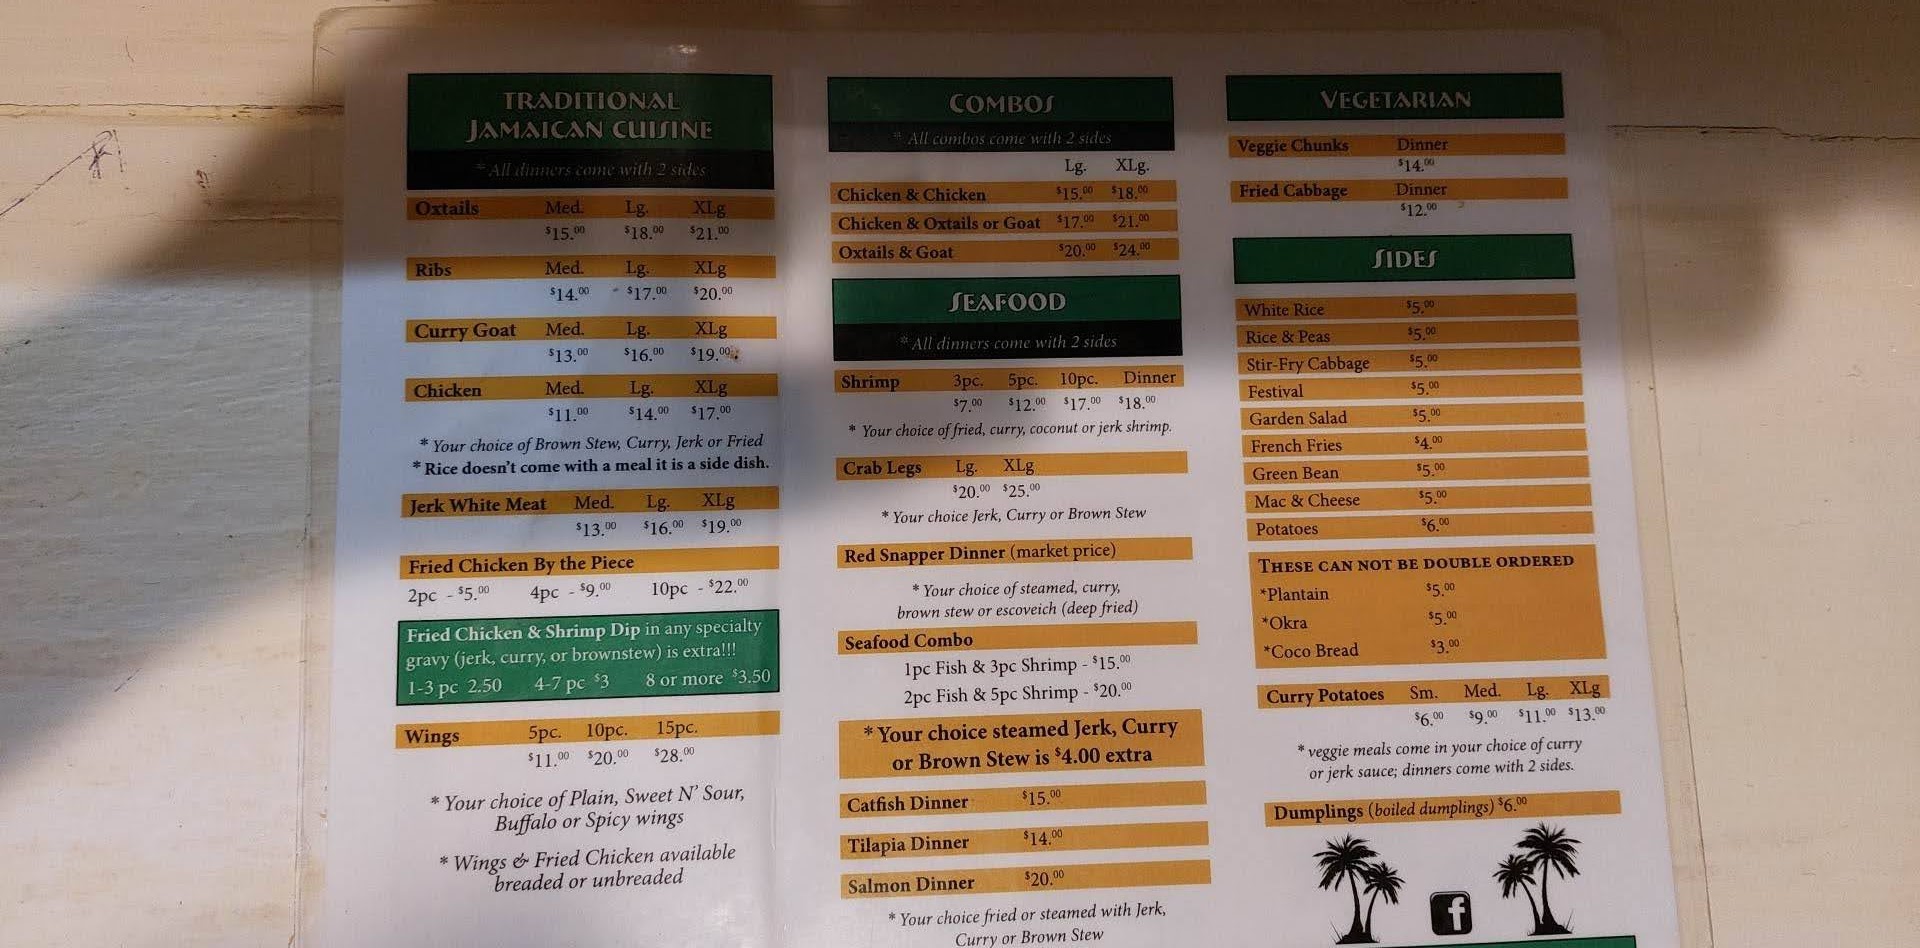 TRADITIONAL
JAMAICAN CUISINE
* All dinners come with 2 sides
Oxtails Med. Lg. XLg
$15.00 $18.00 $21.00
Ribs Med. Lg. XLg
$14.00 $17.00 $20.00
Curry Goat Med. Lg. XLg
$13.00 $16.00 $19.00
Chicken Med. Lg. XLg
$11.00 $14.00 $17.00
* Your choice of Brown Stew, Curry, Jerk or Fried
* Rice doesn't come with a meal it is a side dish.
Jerk White Meat Med. Lg. XLg
$13.00 $16.00 $19.00
Fried Chicken By the Piece
2pc - $5.00 4pc - $9.00 10pc - $22.00
Fried Chicken & Shrimp Dip in any specialty
gravy (jerk, curry, or brownstew) is extra!!!
1-3 pc 2.50 4-7 pc $3 8 or more $3.50
Wings 5pc. 10pc. 15pc.
$11.00 $20.00 $28.00
* Your choice of Plain, Sweet N' Sour,
Buffalo or Spicy wings
* Wings & Fried Chicken available
breaded or unbreaded
COMBOS
* All combos come with 2 sides
Lg. XLg.
Chicken & Chicken $15.00 $18.00
Chicken & Oxtails or Goat $17.00 $21.00
Oxtails & Goat $20.00 $24.00
SEAFOOD
* All dinners come with 2 sides
Shrimp 3pc. 5pc. 10pc. Dinner
$7.00 $12.00 $17.00 $18.00
* Your choice of fried, curry, coconut or jerk shrimp.
Crab Legs Lg. XLg
$20.00 $25.00
* Your choice Jerk, Curry or Brown Stew
Red Snapper Dinner (market price)
* Your choice of steamed, curry,
brown stew or escoveich (deep fried)
Seafood Combo
1pc Fish & 3pc Shrimp - $15.00
2pc Fish & 5pc Shrimp - $20.00
* Your choice steamed Jerk, Curry
or Brown Stew is $4.00 extra
Catfish Dinner $15.00
Tilapia Dinner $14.00
Salmon Dinner $20.00
* Your choice fried or steamed with Jerk,
Curry or Brown Stew
VEGETARIAN
Veggie Chunks Dinner
$14.00
Fried Cabbage Dinner
$12.00
SIDES
White Rice $5.00
Rice & Peas $5.00
Stir-Fry Cabbage $5.00
Festival $5.00
Garden Salad $5.00
French Fries $4.00
Green Bean $5.00
Mac & Cheese $5.00
Potatoes $6.00
THESE CAN NOT BE DOUBLE ORDERED
*Plantain $5.00
*Okra $5.00
*Coco Bread $3.00
Curry Potatoes Sm. Med. Lg. XLg
$6.00 $9.00 $11.00 $13.00
* veggie meals come in your choice of curry
or jerk sauce; dinners come with 2 sides.
Dumplings (boiled dumplings) $6.00
f